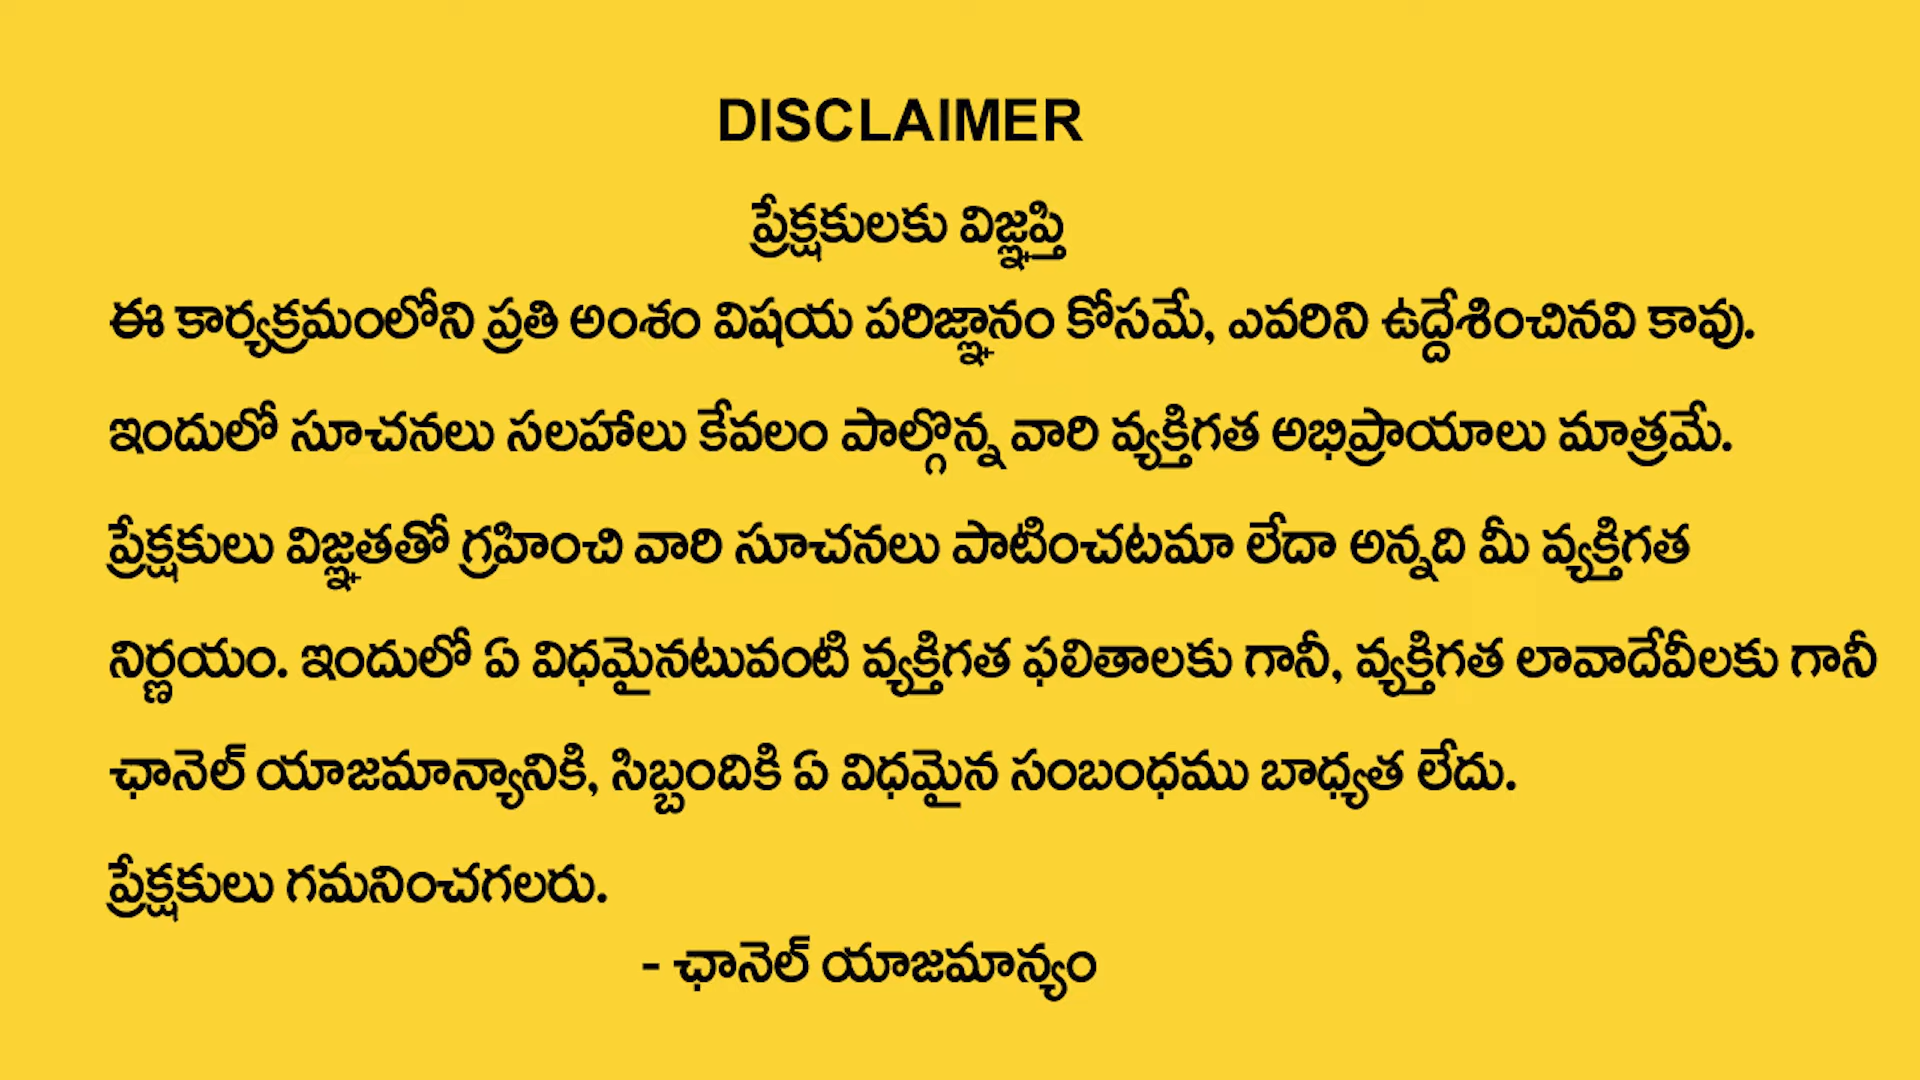 DISCLAIMER
ప్రేక్షకులకు విజ్ఞప్తి
ఈ కార్యక్రమంలోని ప్రతి అంశం విషయ పరిజ్ఞానం కోసమే, ఎవరిని ఉద్దేశించినవి కావు.
ఇందులో సూచనలు సలహాలు కేవలం పాల్గొన్న వారి వ్యక్తిగత అభిప్రాయాలు మాత్రమే.
ప్రేక్షకులు విజ్ఞతతో గ్రహించి వారి సూచనలు పాటించటమా లేదా అన్నది మీ వ్యక్తిగత
నిర్ణయం. ఇందులో ఏ విధమైనటువంటి వ్యక్తిగత ఫలితాలకు గానీ, వ్యక్తిగత లావాదేవీలకు గానీ
ఛానెల్ యాజమాన్యానికి, సిబ్బందికి ఏ విధమైన సంబంధము బాధ్యత లేదు.
ప్రేక్షకులు గమనించగలరు.
- ఛానెల్ యాజమాన్యం